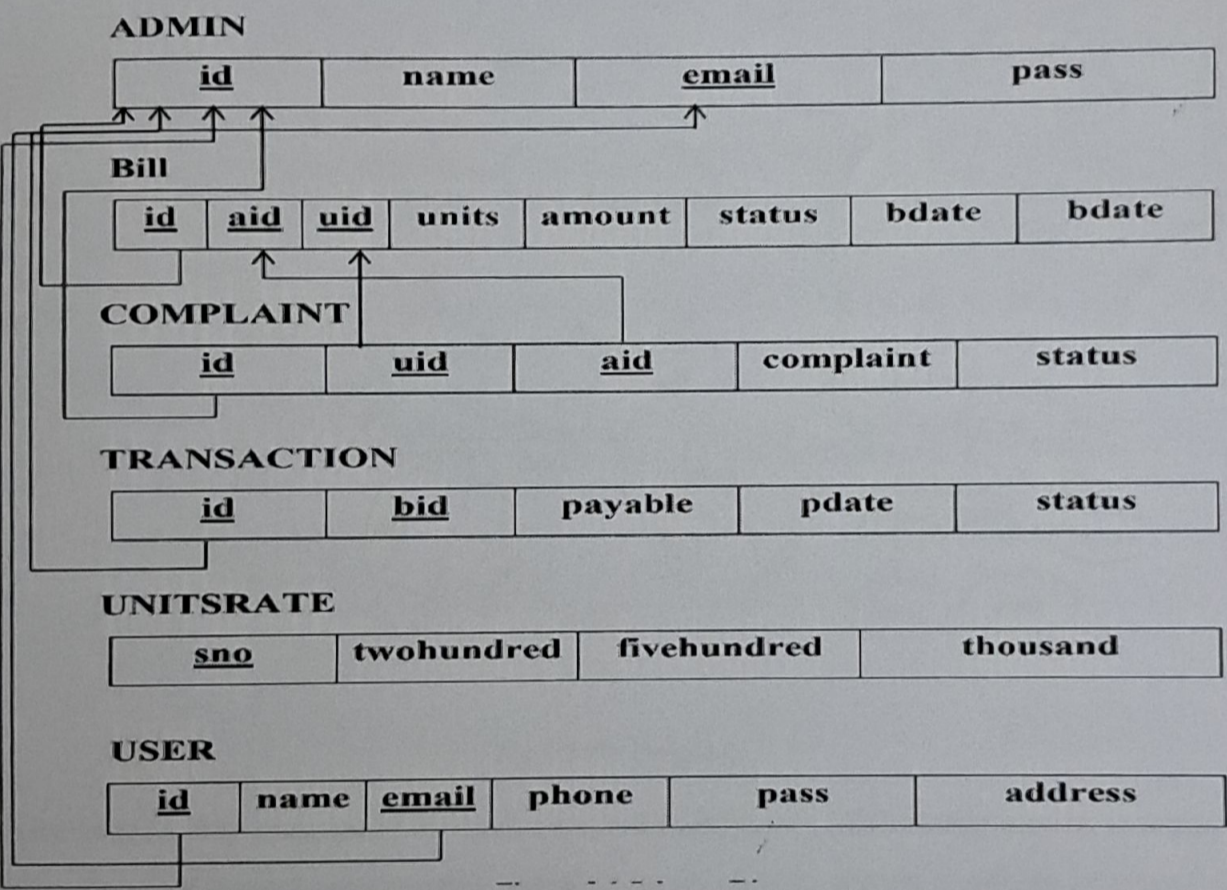 ADMIN
id name email pass
Bill
id aid uid units amount status bdate bdate
COMPLAINT
id uid aid complaint status
TRANSACTION
id bid payable pdate status
UNITSRATE
sno twohundred fivehundred thousand
USER
id name email phone pass address